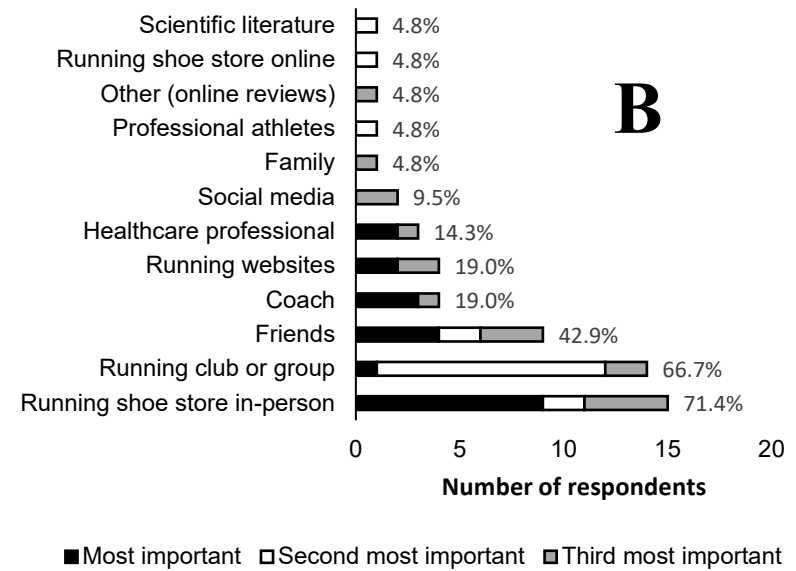 Scientific literature 4.8%
Running shoe store online 4.8%
Other (online reviews) 4.8%
Professional athletes 4.8%
Family 4.8%
Social media 9.5%
Healthcare professional 14.3%
Running websites 19.0%
Coach 19.0%
Friends 42.9%
Running club or group 66.7%
Running shoe store in-person 71.4%
B
0 5 10 15 20
Number of respondents
Most important Second most important Third most important